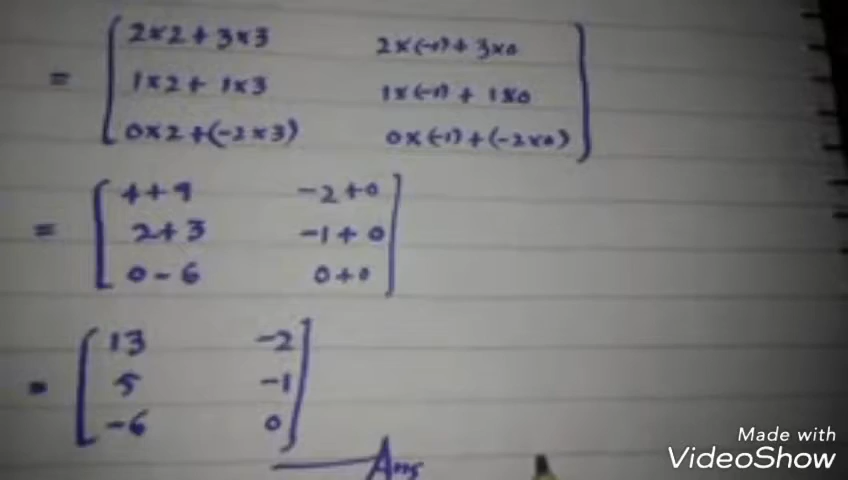 2×2 + 3×3 2×(-1) + 3×0
= 1×2 + 1×3 1×(-1) + 1×0
0×2 + (-2×3) 0×(-1) + (-2×0)
4+9 -2+0
= 2+3 -1+0
0-6 0+0
13 -2
= 5 -1
-6 0
Ans
Made with
VideoShow